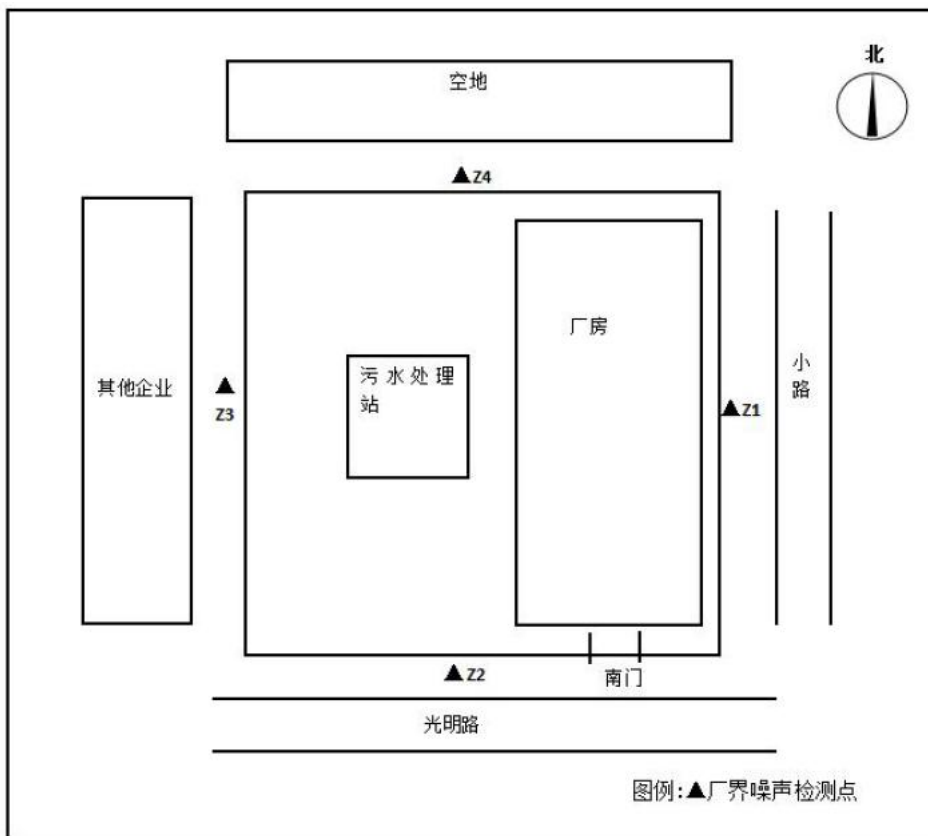 北
空地
▲Z4
厂房
小
路
污水处理
站
其他企业
▲
Z3
▲Z1
▲Z2
南门
光明路
图例:▲厂界噪声检测点